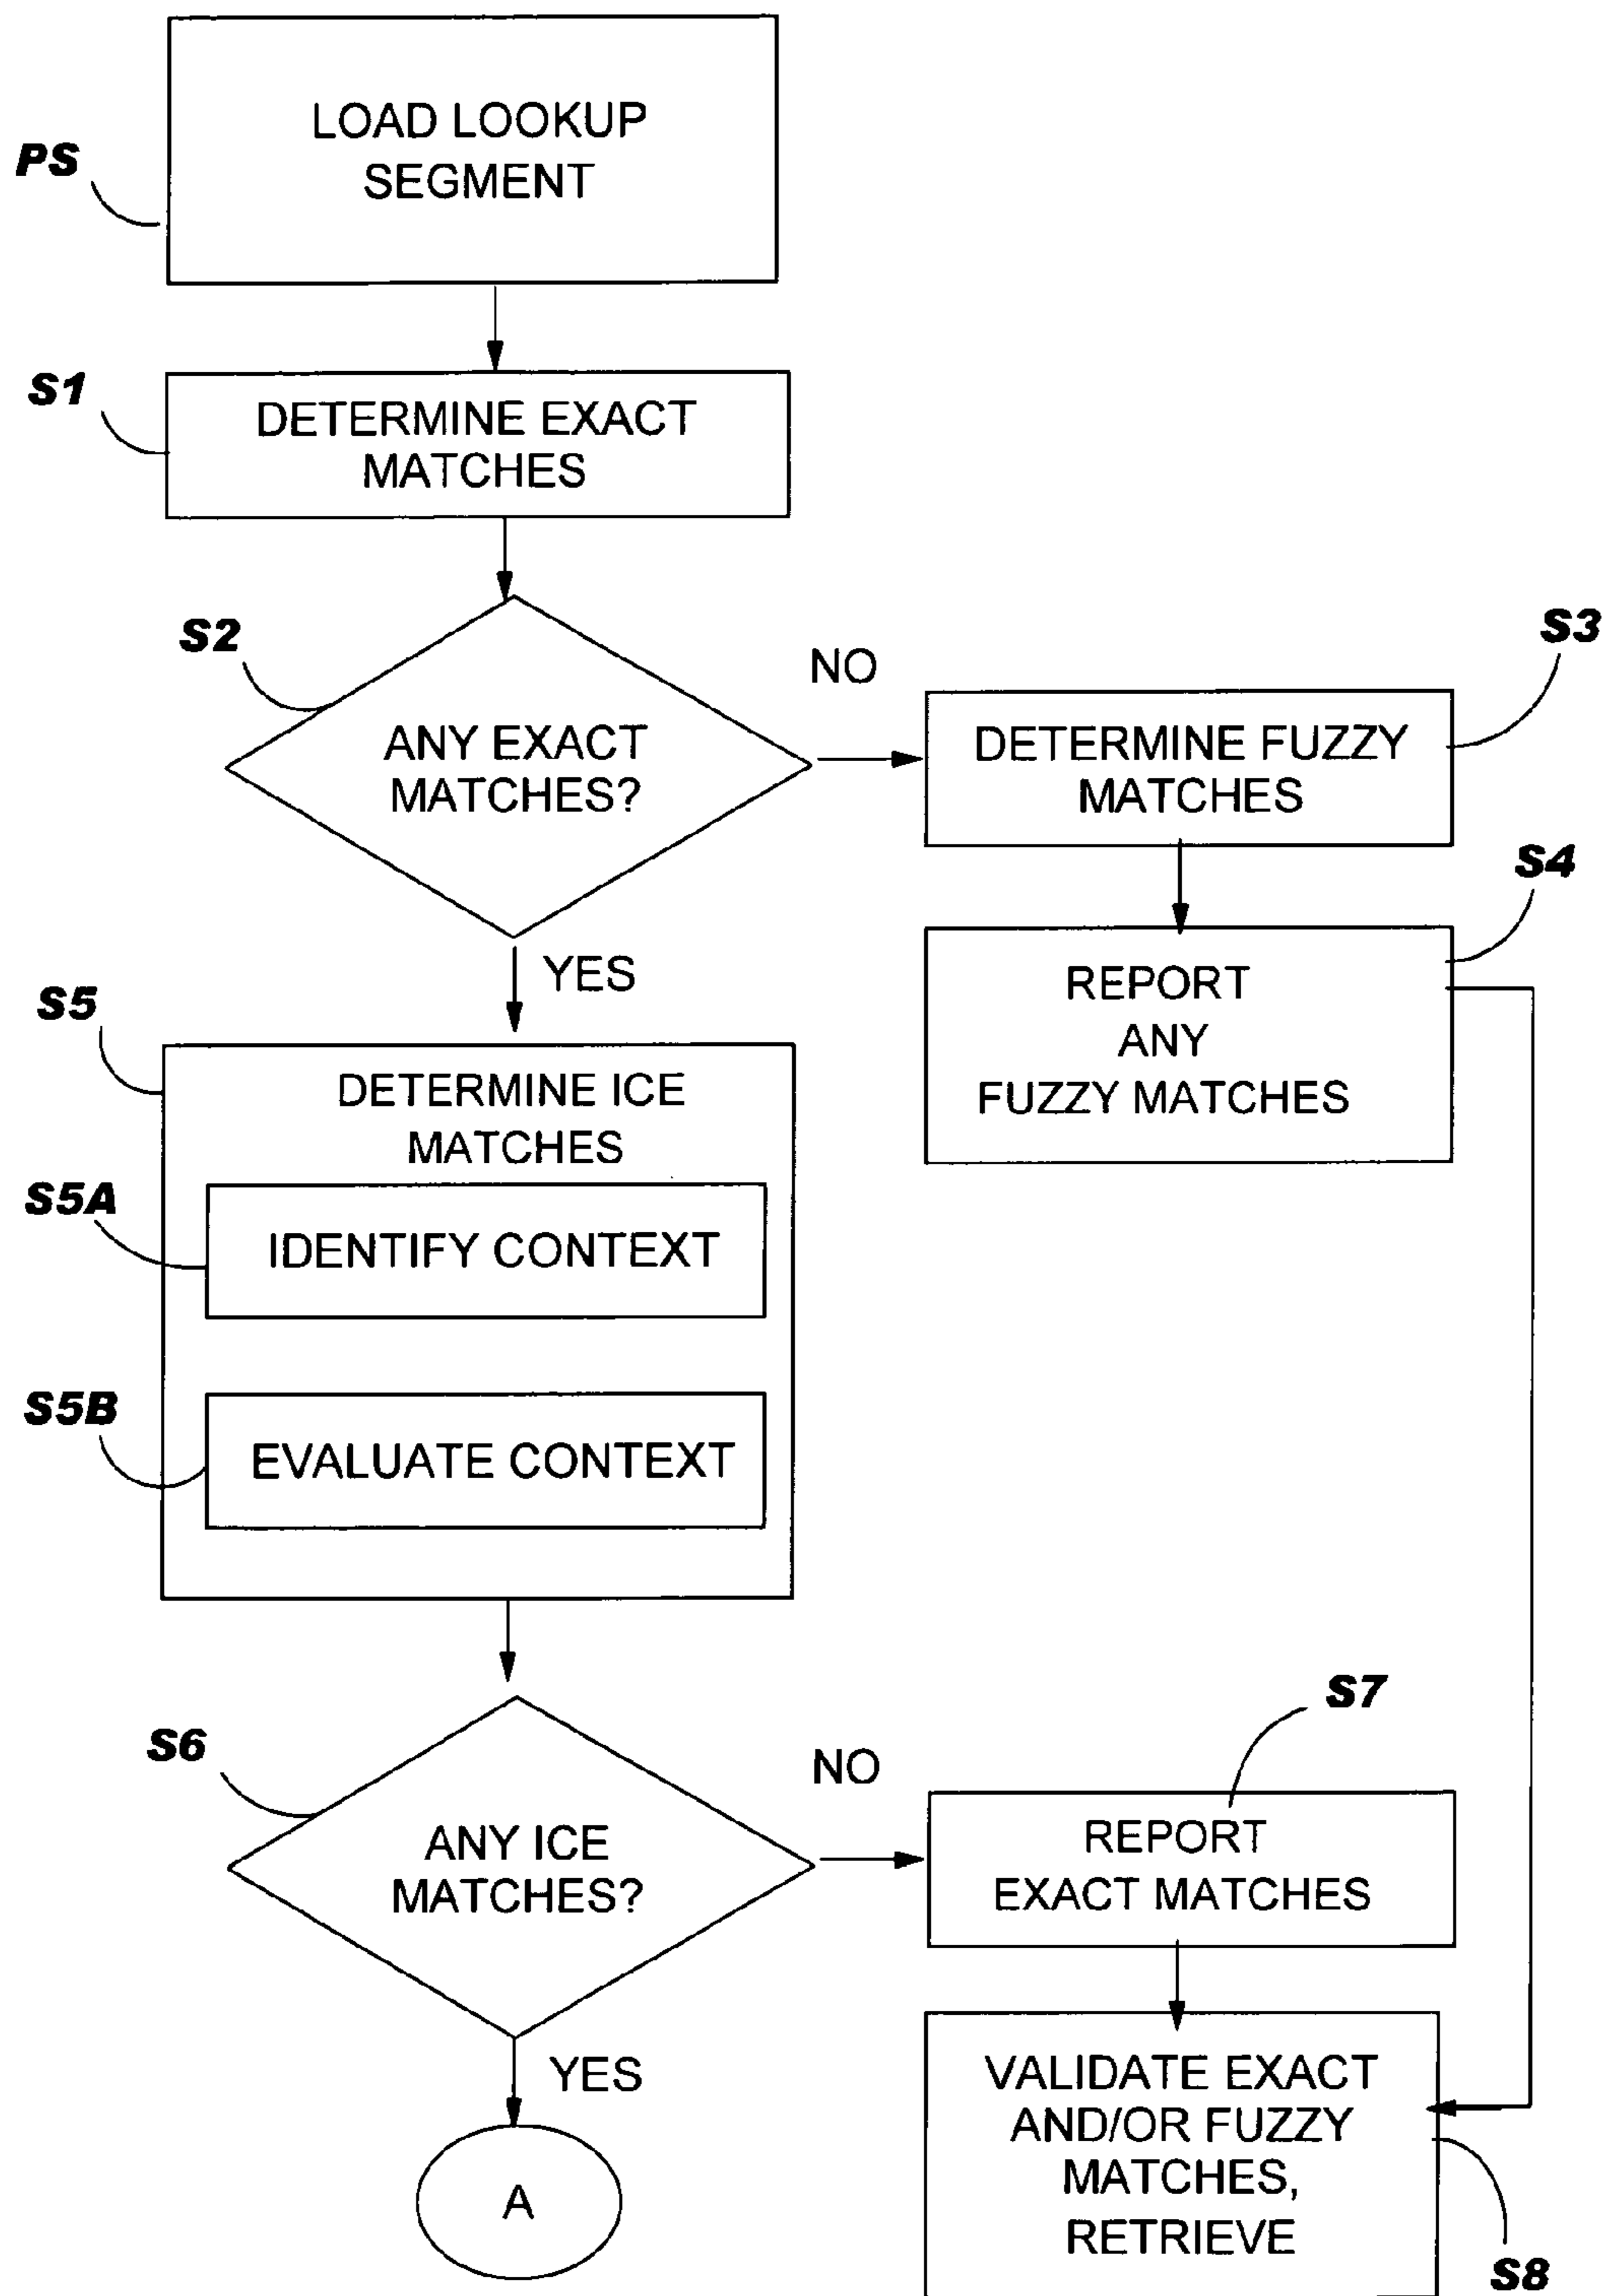 LOAD LOOKUP
SEGMENT
PS
S1
DETERMINE EXACT
MATCHES
S2
ANY EXACT
MATCHES?
NO
S3
DETERMINE FUZZY
MATCHES
S4
REPORT
ANY
FUZZY MATCHES
YES
S5
DETERMINE ICE
MATCHES
S5A
IDENTIFY CONTEXT
S5B
EVALUATE CONTEXT
S6
ANY ICE
MATCHES?
NO
S7
REPORT
EXACT MATCHES
YES
A
VALIDATE EXACT
AND/OR FUZZY
MATCHES,
RETRIEVE
S8